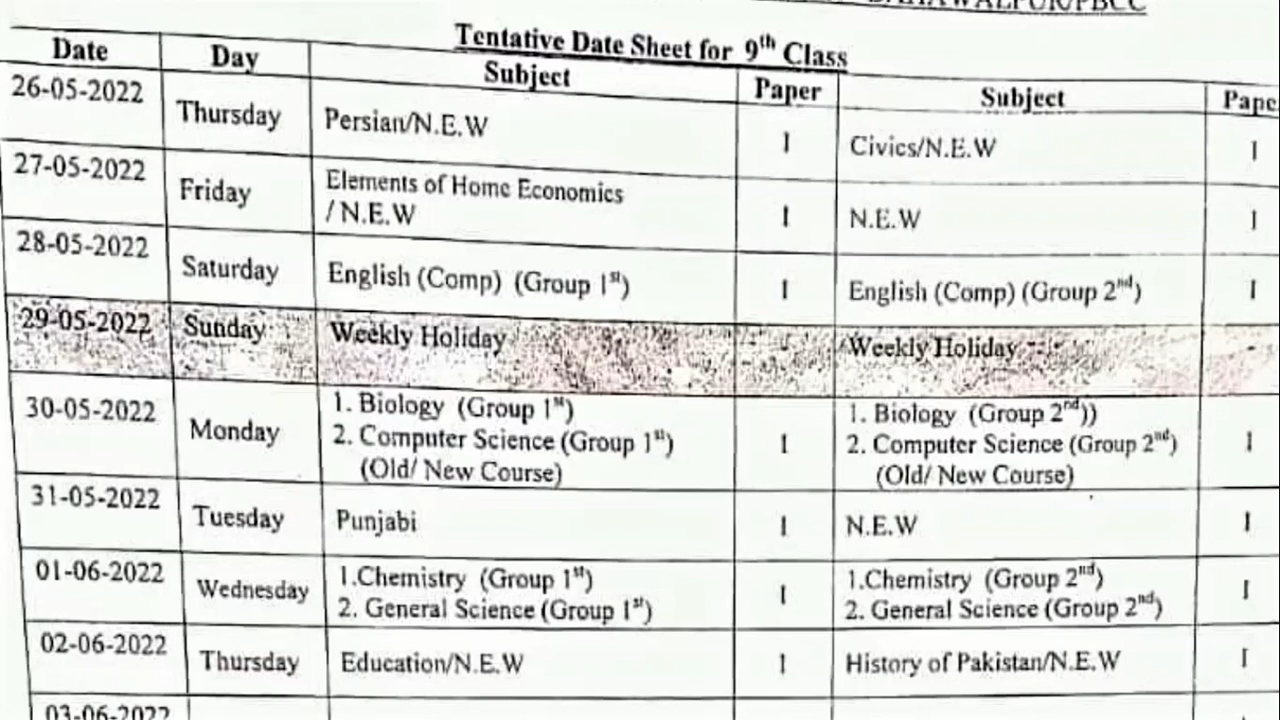 BAHAWALPUR/PBCC
Tentative Date Sheet for 9th Class
Date Day Subject Paper Subject Pape
26-05-2022 Thursday Persian/N.E.W I Civics/N.E.W I
27-05-2022 Friday Elements of Home Economics
/ N.E.W I N.E.W I
28-05-2022 Saturday English (Comp) (Group 1st) I English (Comp) (Group 2nd) I
29-05-2022 Sunday Weekly Holiday - Weekly Holiday -
30-05-2022 Monday 1. Biology (Group 1st) I 1. Biology (Group 2nd)) I
2. Computer Science (Group 1st) 2. Computer Science (Group 2nd)
(Old/ New Course) (Old/ New Course)
31-05-2022 Tuesday Punjabi I N.E.W I
01-06-2022 Wednesday 1.Chemistry (Group 1st) I 1.Chemistry (Group 2nd) I
2. General Science (Group 1st) 2. General Science (Group 2nd)
02-06-2022 Thursday Education/N.E.W I History of Pakistan/N.E.W I
03-06-2022